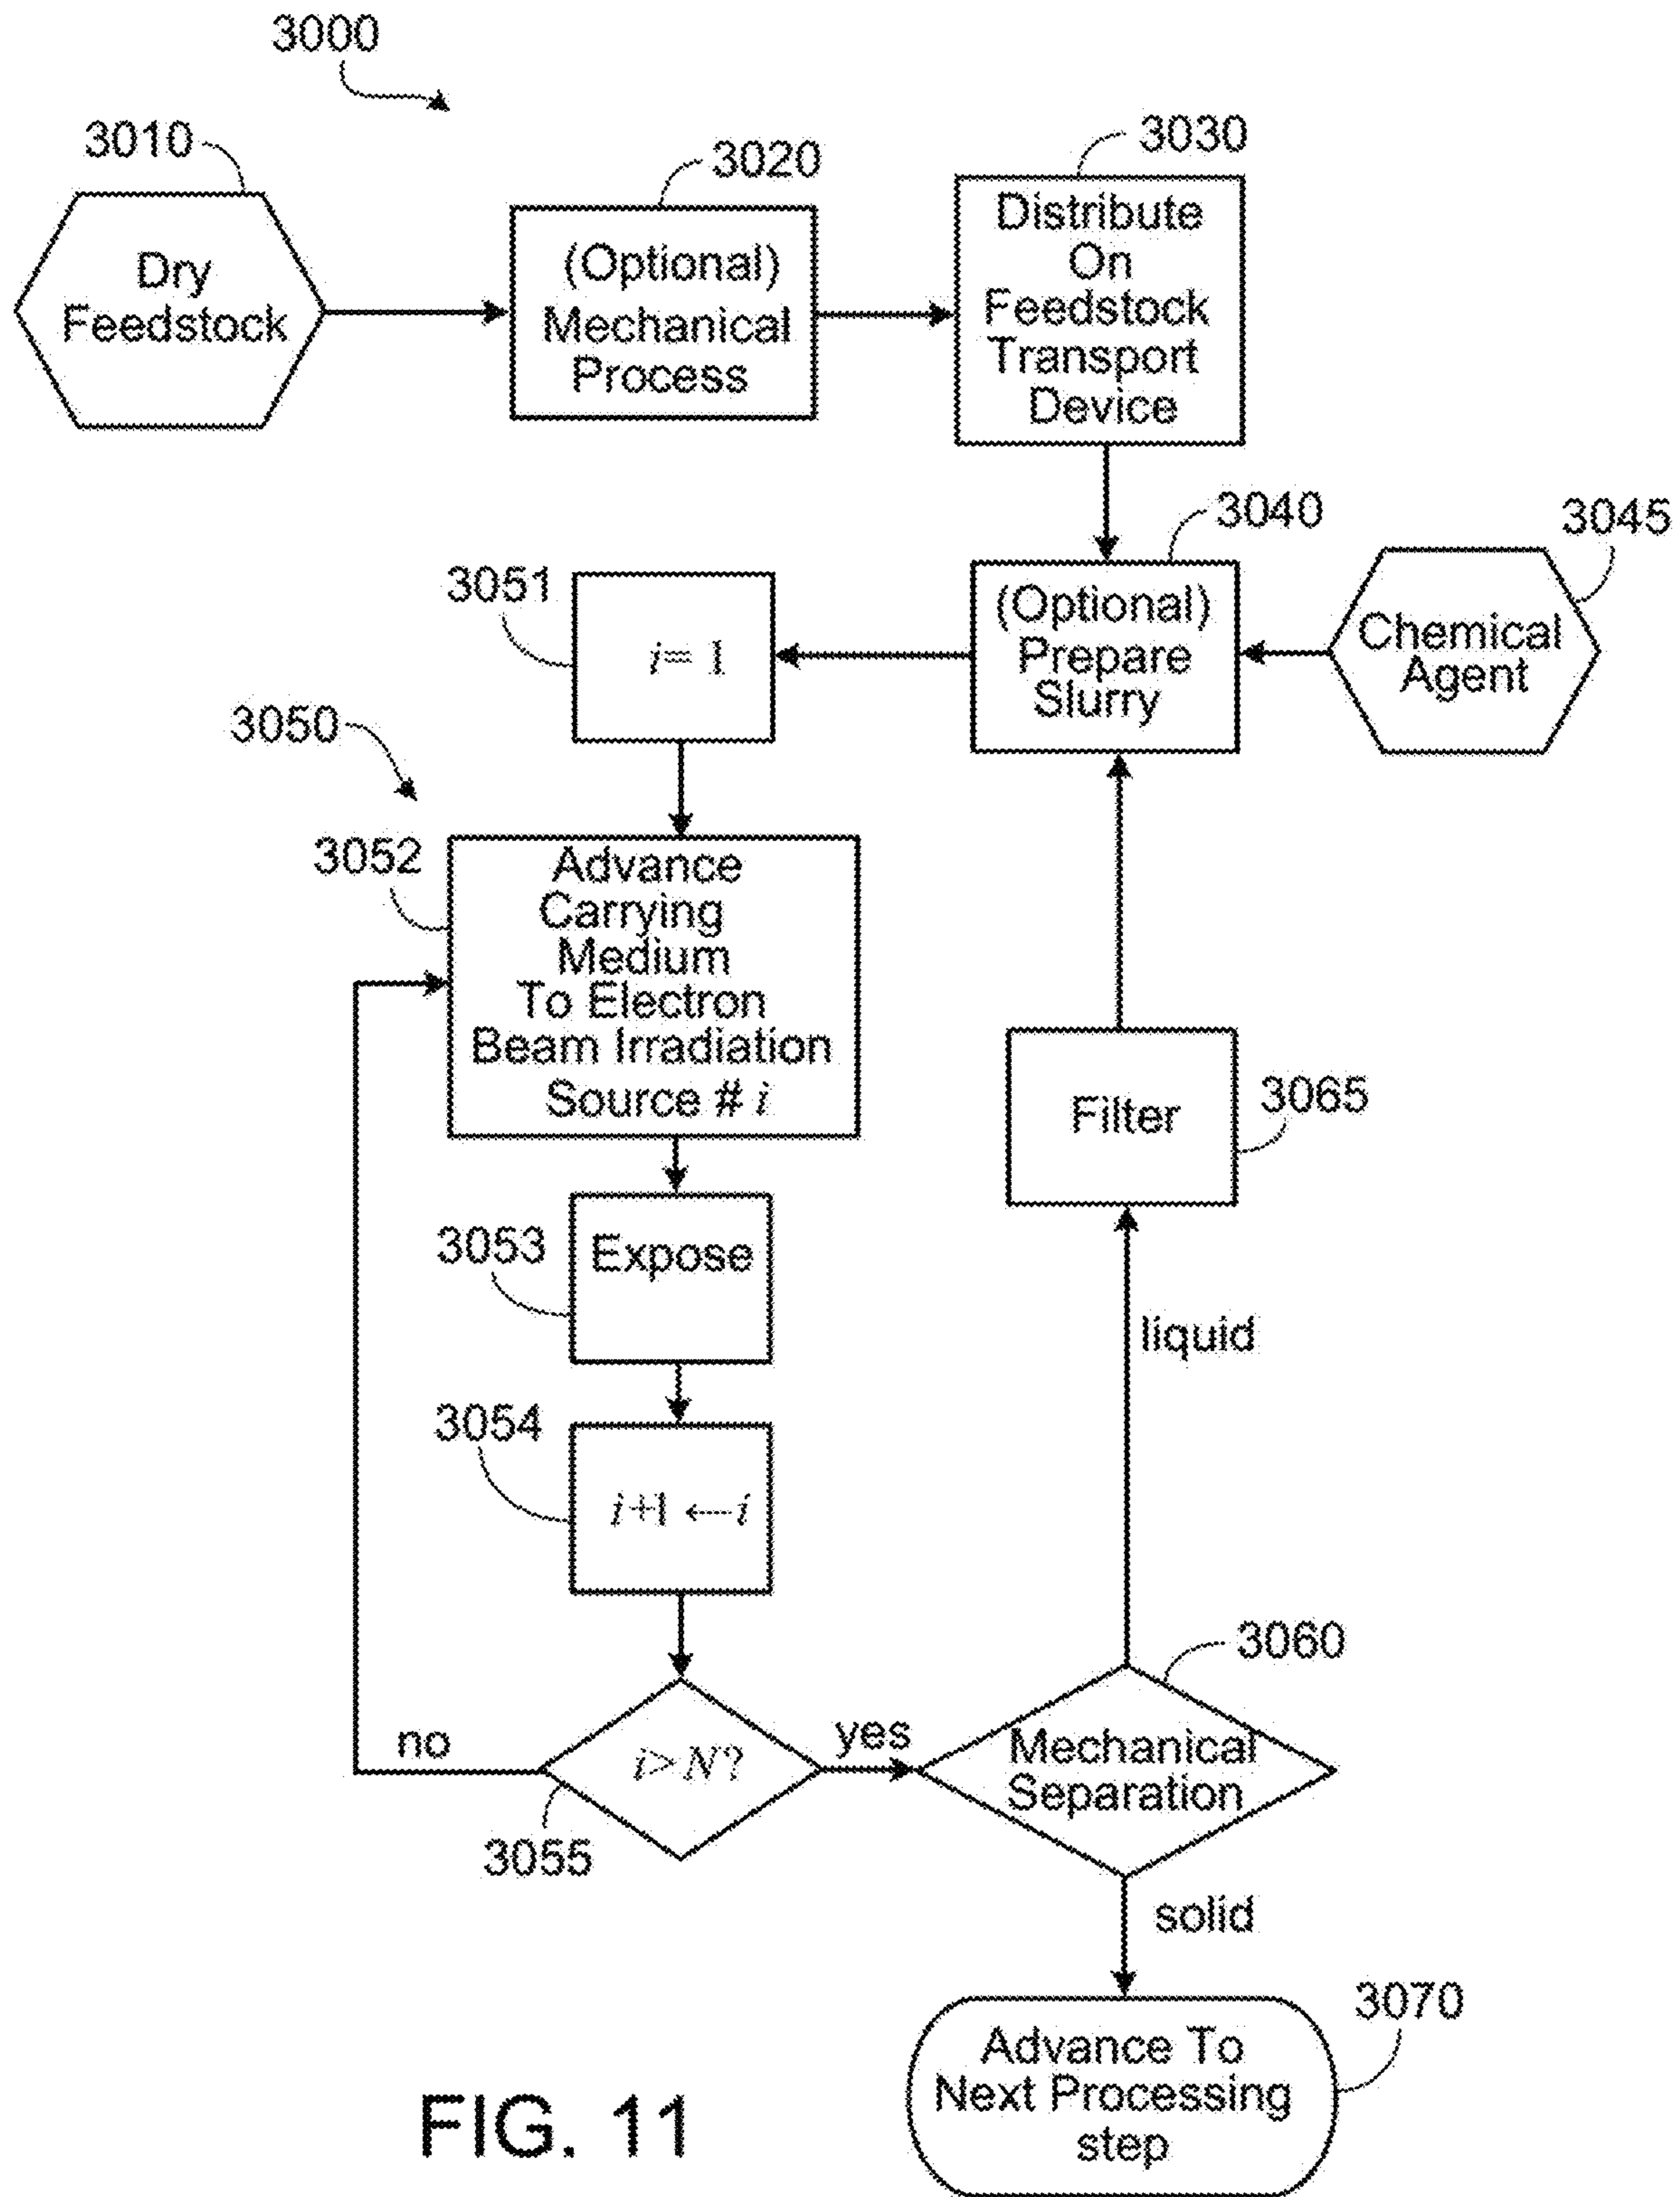 3000
3010
Dry
Feedstock
3020
(Optional)
Mechanical
Process
3030
Distribute
On
Feedstock
Transport
Device
3040
(Optional)
Prepare
Slurry
3045
Chemical
Agent
3051
i = 1
3050
3052
Advance
Carrying
Medium
To Electron
Beam Irradiation
Source # i
3053
Expose
3054
i+1 ←i
3055
i>N?
no
yes
3060
Mechanical
Separation
liquid
3065
Filter
solid
3070
Advance To
Next Processing
step
FIG. 11